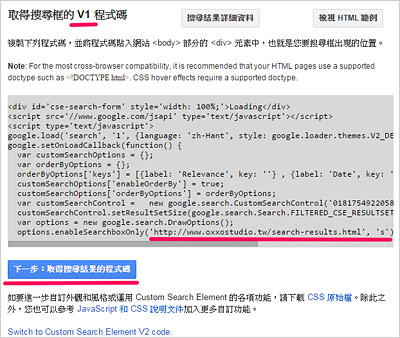 取得搜尋框的 V1 程式碼
搜尋結果詳細資料
檢視 HTML 範例
複製下列程式碼，並將程式碼貼入網站 <body> 部分的 <div> 元素中，也就是您要搜尋框出現的位置。
Note: For the most cross-browser compatibility, it is recommended that your HTML pages use a supported
doctype such as <!DOCTYPE html>. CSS hover effects require a supported doctype.
<div id='cse-search-form' style='width: 100%;'>Loading</div>
<script src='//www.google.com/jsapi' type='text/javascript'></script>
<script type='text/javascript'>
google.load('search', '1', {language: 'zh-Hant', style: google.loader.themes.V2_DE
google.setOnLoadCallback(function() {
var customSearchOptions = {};
var orderByOptions = {};
orderByOptions['keys'] = [{label: 'Relevance', key: ''} , {label: 'Date', key: '
customSearchOptions['enableOrderBy'] = true;
customSearchOptions['orderByOptions'] = orderByOptions;
var customSearchControl = new google.search.CustomSearchControl('0181754922058
customSearchControl.setResultSetSize(google.search.Search.FILTERED_CSE_RESULTSET
var options = new google.search.DrawOptions();
options.enableSearchboxOnly('http://www.oxxostudio.tw/search-results.html', 's')
下一步：取得搜尋結果的程式碼
如要進一步自訂外觀和風格或運用 Custom Search Element 的各項功能，請下載 CSS 原始檔。除此之
外，您也可以參考 JavaScript 和 CSS 說明文件加入更多自訂功能。
Switch to Custom Search Element V2 code.